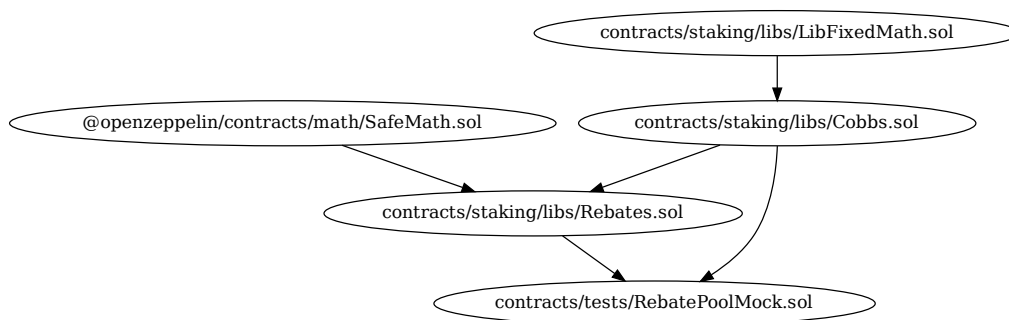 contracts/staking/libs/LibFixedMath.sol
@openzeppelin/contracts/math/SafeMath.sol
contracts/staking/libs/Cobbs.sol
contracts/staking/libs/Rebates.sol
contracts/tests/RebatePoolMock.sol